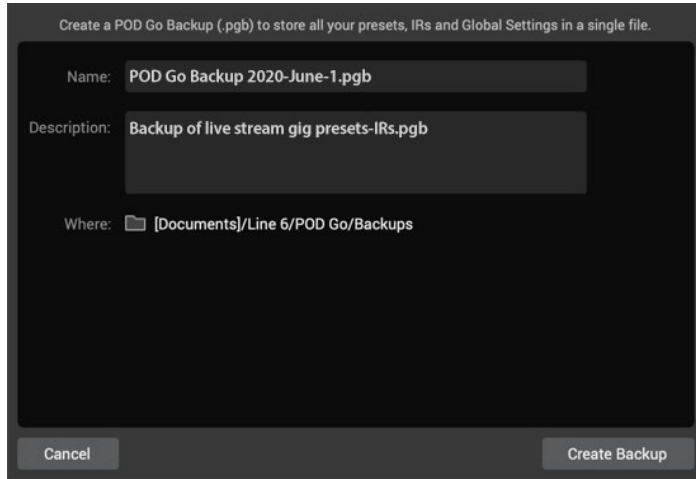 Create a POD Go Backup (.pgb) to store all your presets, IRs and Global Settings in a single file.
Name: POD Go Backup 2020-June-1.pgb
Description: Backup of live stream gig presets-IRs.pgb
Where: [Documents]/Line 6/POD Go/Backups
Cancel Create Backup